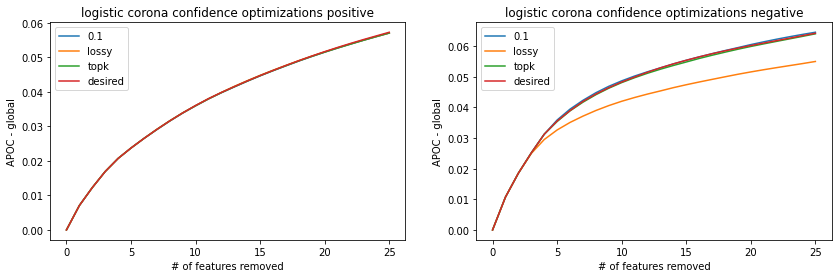 logistic corona confidence optimizations positive
APOC - global
0.06
0.05
0.04
0.03
0.02
0.01
0.00
0.1
lossy
topk
desired
0 5 10 15 20 25
# of features removed
logistic corona confidence optimizations negative
APOC - global
0.06
0.05
0.04
0.03
0.02
0.01
0.00
0.1
lossy
topk
desired
0 5 10 15 20 25
# of features removed